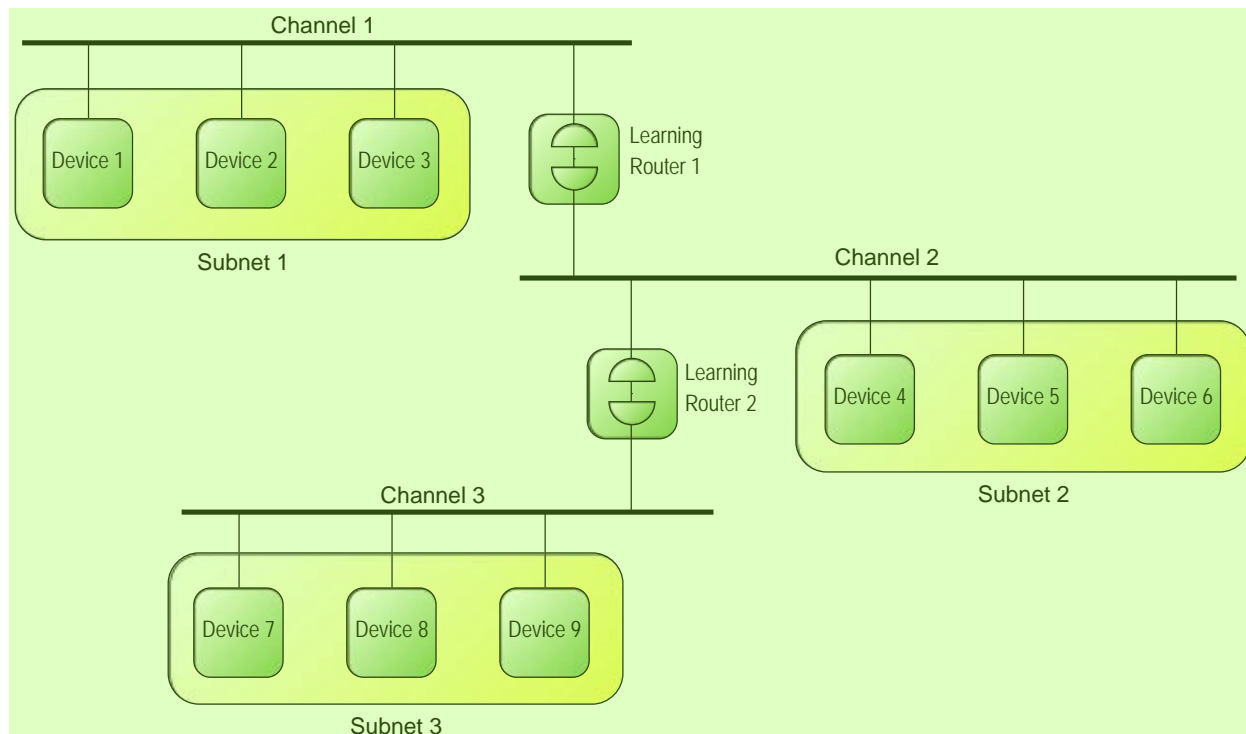 Channel 1
Device 1
Device 2
Device 3
Learning
Router 1
Subnet 1
Channel 2
Learning
Router 2
Device 4
Device 5
Device 6
Subnet 2
Channel 3
Device 7
Device 8
Device 9
Subnet 3